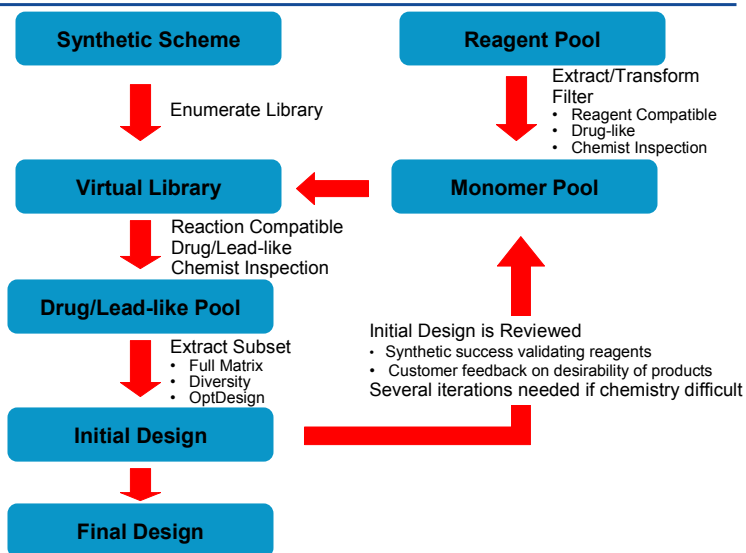 Synthetic Scheme
Reagent Pool
Enumerate Library
Extract/Transform
Filter
• Reagent Compatible
• Drug-like
• Chemist Inspection
Virtual Library
Monomer Pool
Reaction Compatible
Drug/Lead-like
Chemist Inspection
Drug/Lead-like Pool
Extract Subset
• Full Matrix
• Diversity
• OptDesign
Initial Design is Reviewed
• Synthetic success validating reagents
• Customer feedback on desirability of products
Several iterations needed if chemistry difficult
Initial Design
Final Design